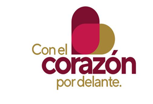 Con el
corazón
por delante.